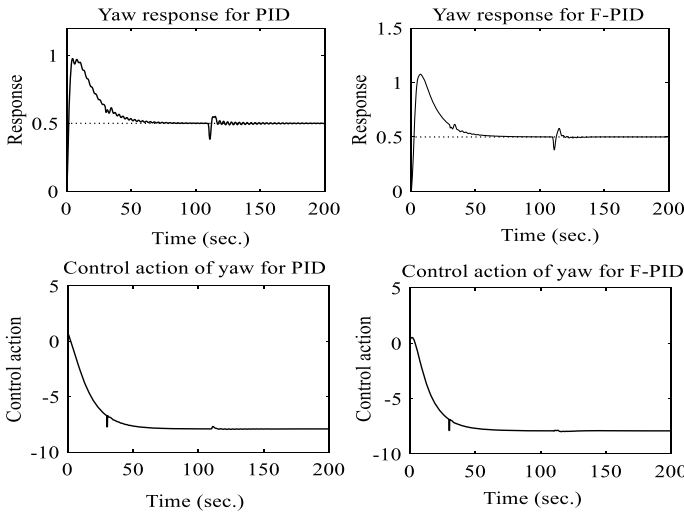 Yaw response for PID
1
0.5
0
Response
0 50 100 150 200
Time (sec.)
Yaw response for F-PID
1.5
1
0.5
0
Response
0 50 100 150 200
Time (sec.)
Control action of yaw for PID
5
0
-5
-10
Control action
0 50 100 150 200
Time (sec.)
Control action of yaw for F-PID
5
0
-5
-10
Control action
0 50 100 150 200
Time (sec.)